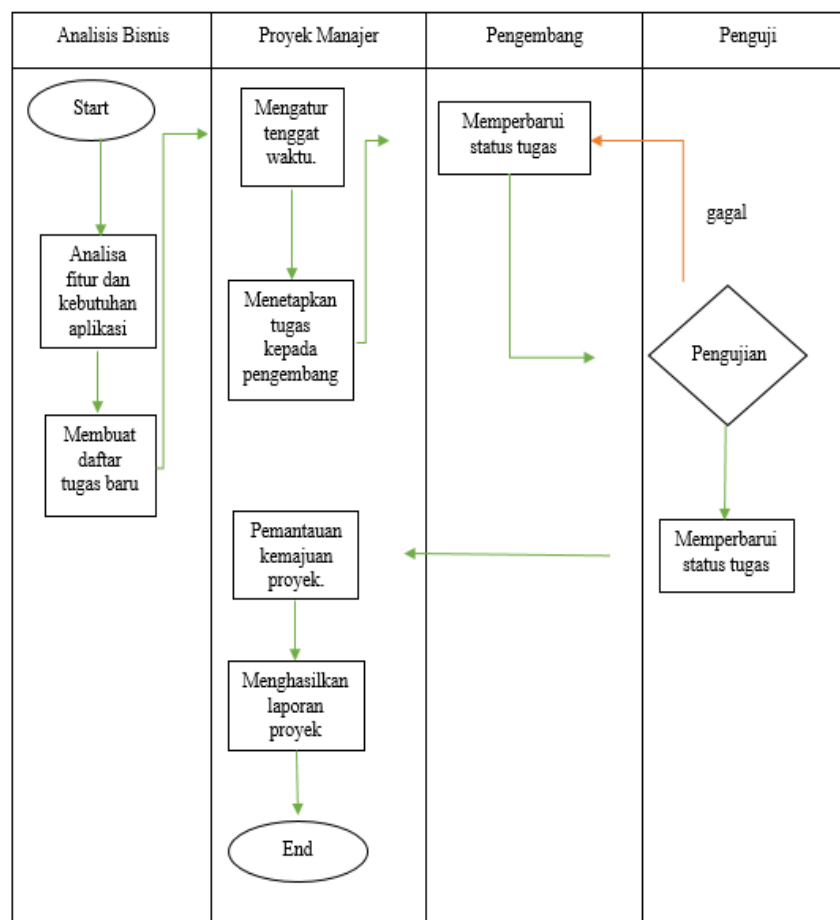 Analisis Bisnis
Proyek Manajer
Pengembang
Penguji
Start
Analisa
fitur dan
kebutuhan
aplikasi
Membuat
daftar
tugas baru
Mengatur
tenggat
waktu.
Menetapkan
tugas
kepada
pengembang
Memperbarui
status tugas
gagal
Pengujian
Memperbarui
status tugas
Pemantauan
kemajuan
proyek.
Menghasilkan
laporan
proyek
End